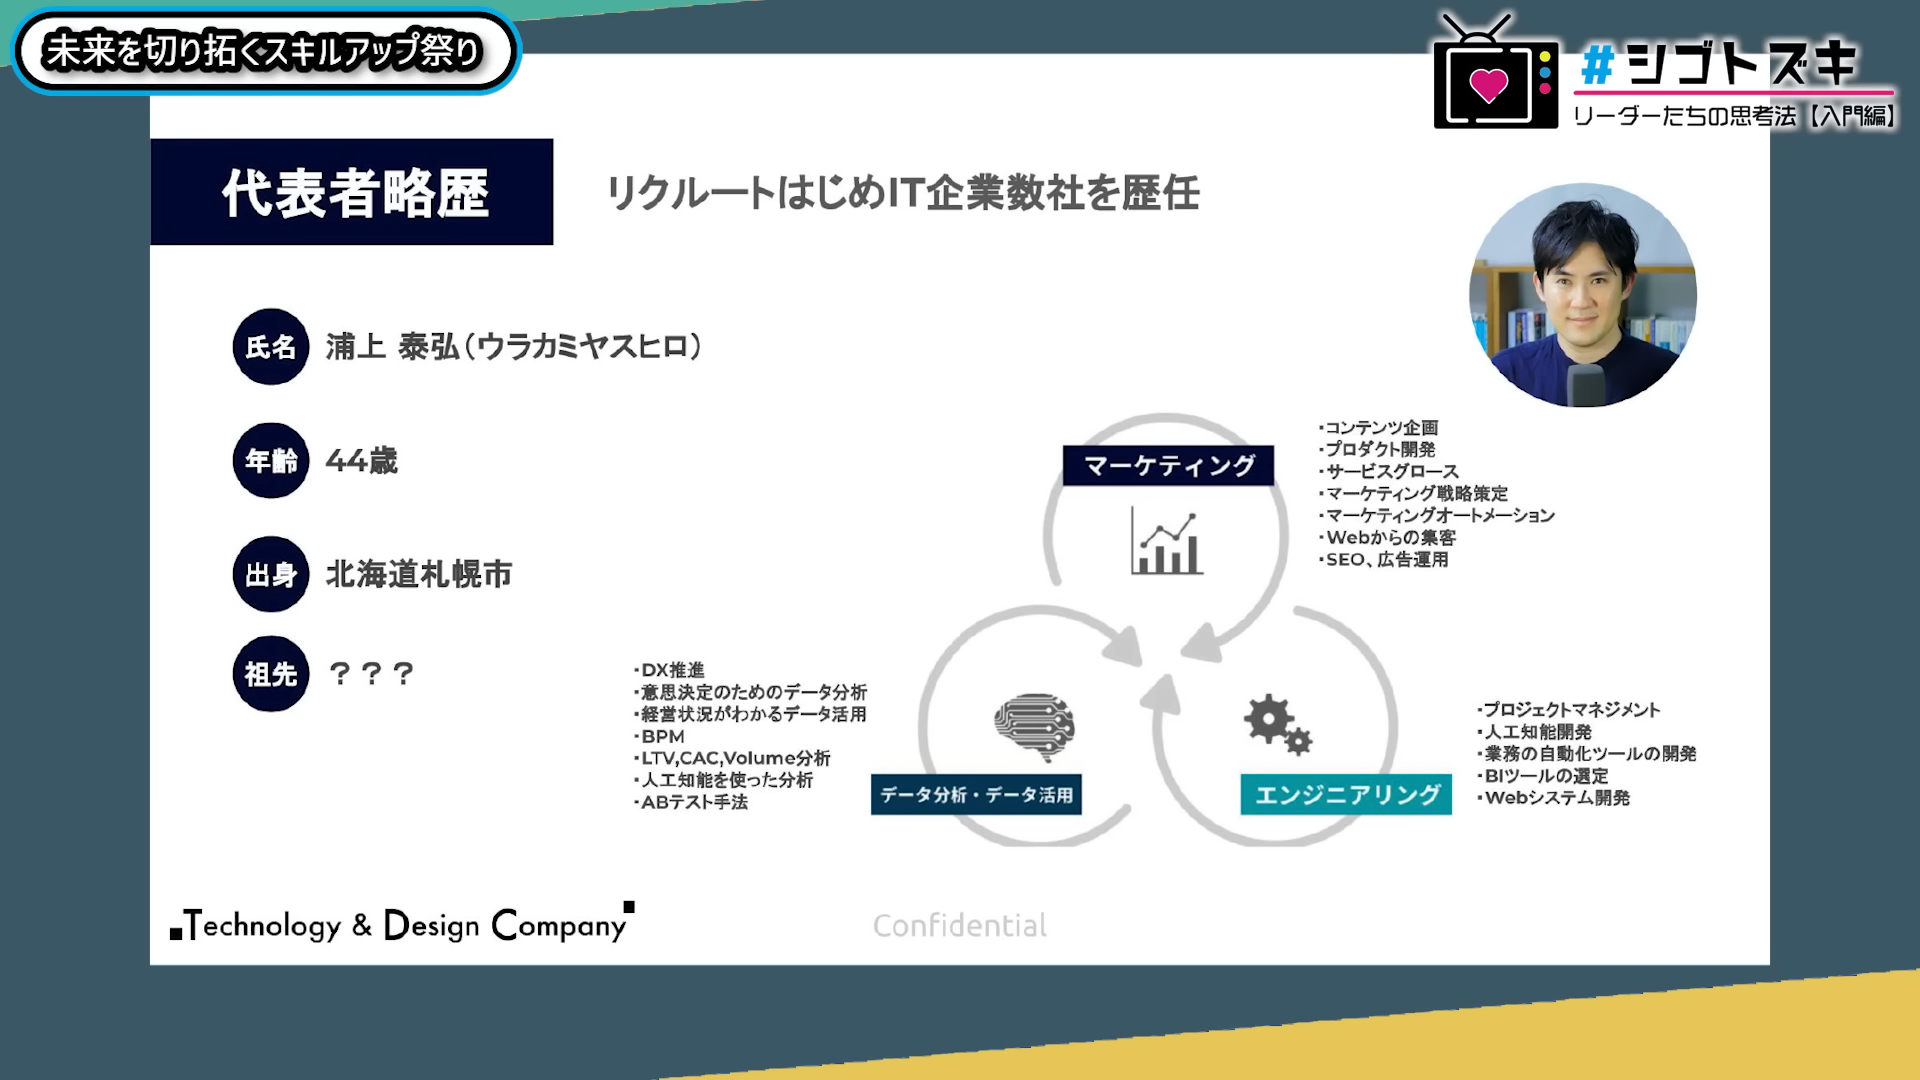 未来を切り拓くスキルアップ祭り
#シゴトズキ
リーダーたちの思考法【入門編】
代表者略歴
リクルートはじめIT企業数社を歴任
氏名 浦上 泰弘(ウラカミヤスヒロ)
年齢 44歳
出身 北海道札幌市
祖先 ？？？
マーケティング
・コンテンツ企画
・プロダクト開発
・サービスグロース
・マーケティング戦略策定
・マーケティングオートメーション
・Webからの集客
・SEO、広告運用
・DX推進
・意思決定のためのデータ分析
・経営状況がわかるデータ活用
・BPM
・LTV,CAC,Volume分析
・人工知能を使った分析
・ABテスト手法
データ分析・データ活用
エンジニアリング
・プロジェクトマネジメント
・人工知能開発
・業務の自動化ツールの開発
・BIツールの選定
・Webシステム開発
Technology & Design Company
Confidential